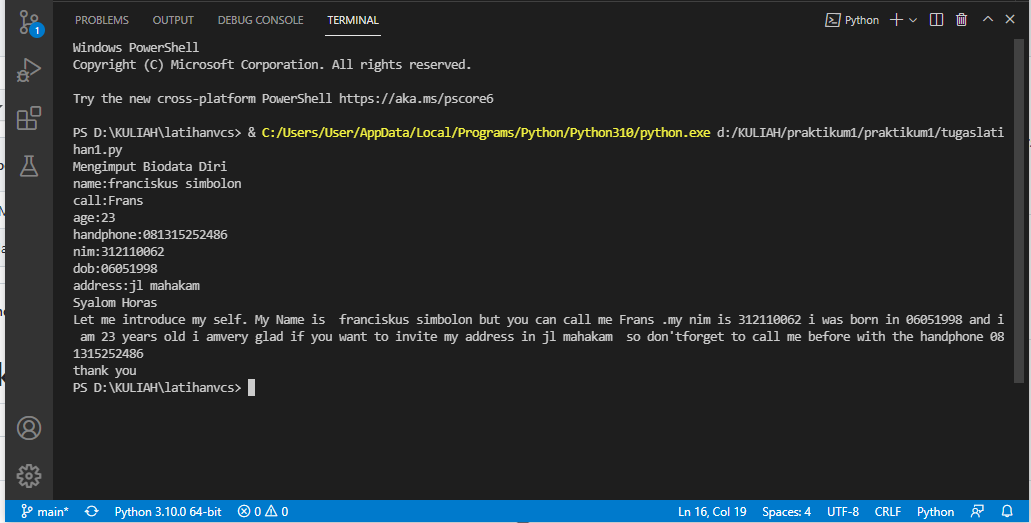 PROBLEMS OUTPUT DEBUG CONSOLE TERMINAL Python
1
Windows PowerShell
Copyright (C) Microsoft Corporation. All rights reserved.
Try the new cross-platform PowerShell https://aka.ms/pscore6
PS D:\KULIAH\latihanvcs> & C:/Users/User/AppData/Local/Programs/Python/Python310/python.exe d:/KULIAH/praktikum1/praktikum1/tugaslati
han1.py
Mengimput Biodata Diri
name:franciskus simbolon
call:Frans
age:23
handphone:081315252486
nim:312110062
dob:06051998
address:jl mahakam
Syalom Horas
Let me introduce my self. My Name is  franciskus simbolon but you can call me Frans .my nim is 312110062 i was born in 06051998 and i
 am 23 years old i amvery glad if you want to invite my address in jl mahakam  so don'tforget to call me before with the handphone 08
1315252486
thank you
PS D:\KULIAH\latihanvcs>
main* Python 3.10.0 64-bit 0 0 Ln 16, Col 19 Spaces: 4 UTF-8 CRLF Python